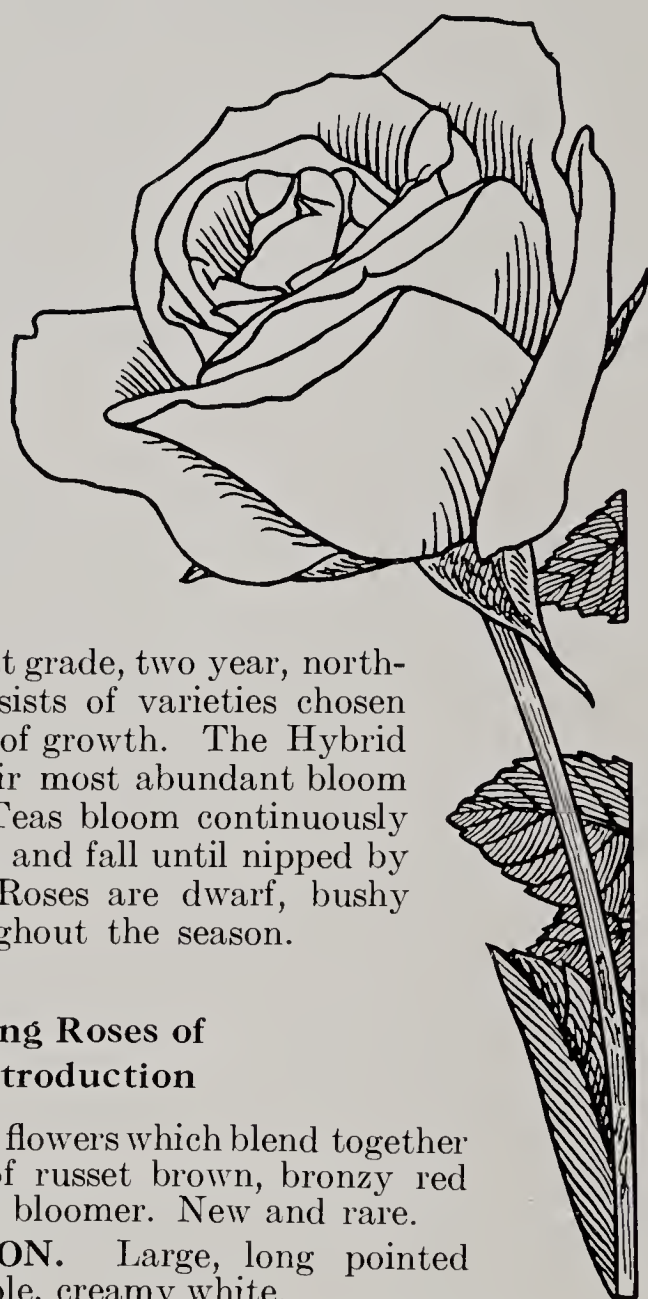 t grade, two year, north-
sists of varieties chosen
of growth. The Hybrid
ir most abundant bloom
Teas bloom continuously
and fall until nipped by
Roses are dwarf, bushy
ghout the season.
ng Roses of
troduction
flowers which blend together
of russet brown, bronzy red
bloomer. New and rare.
ON. Large, long pointed
ble, creamy white